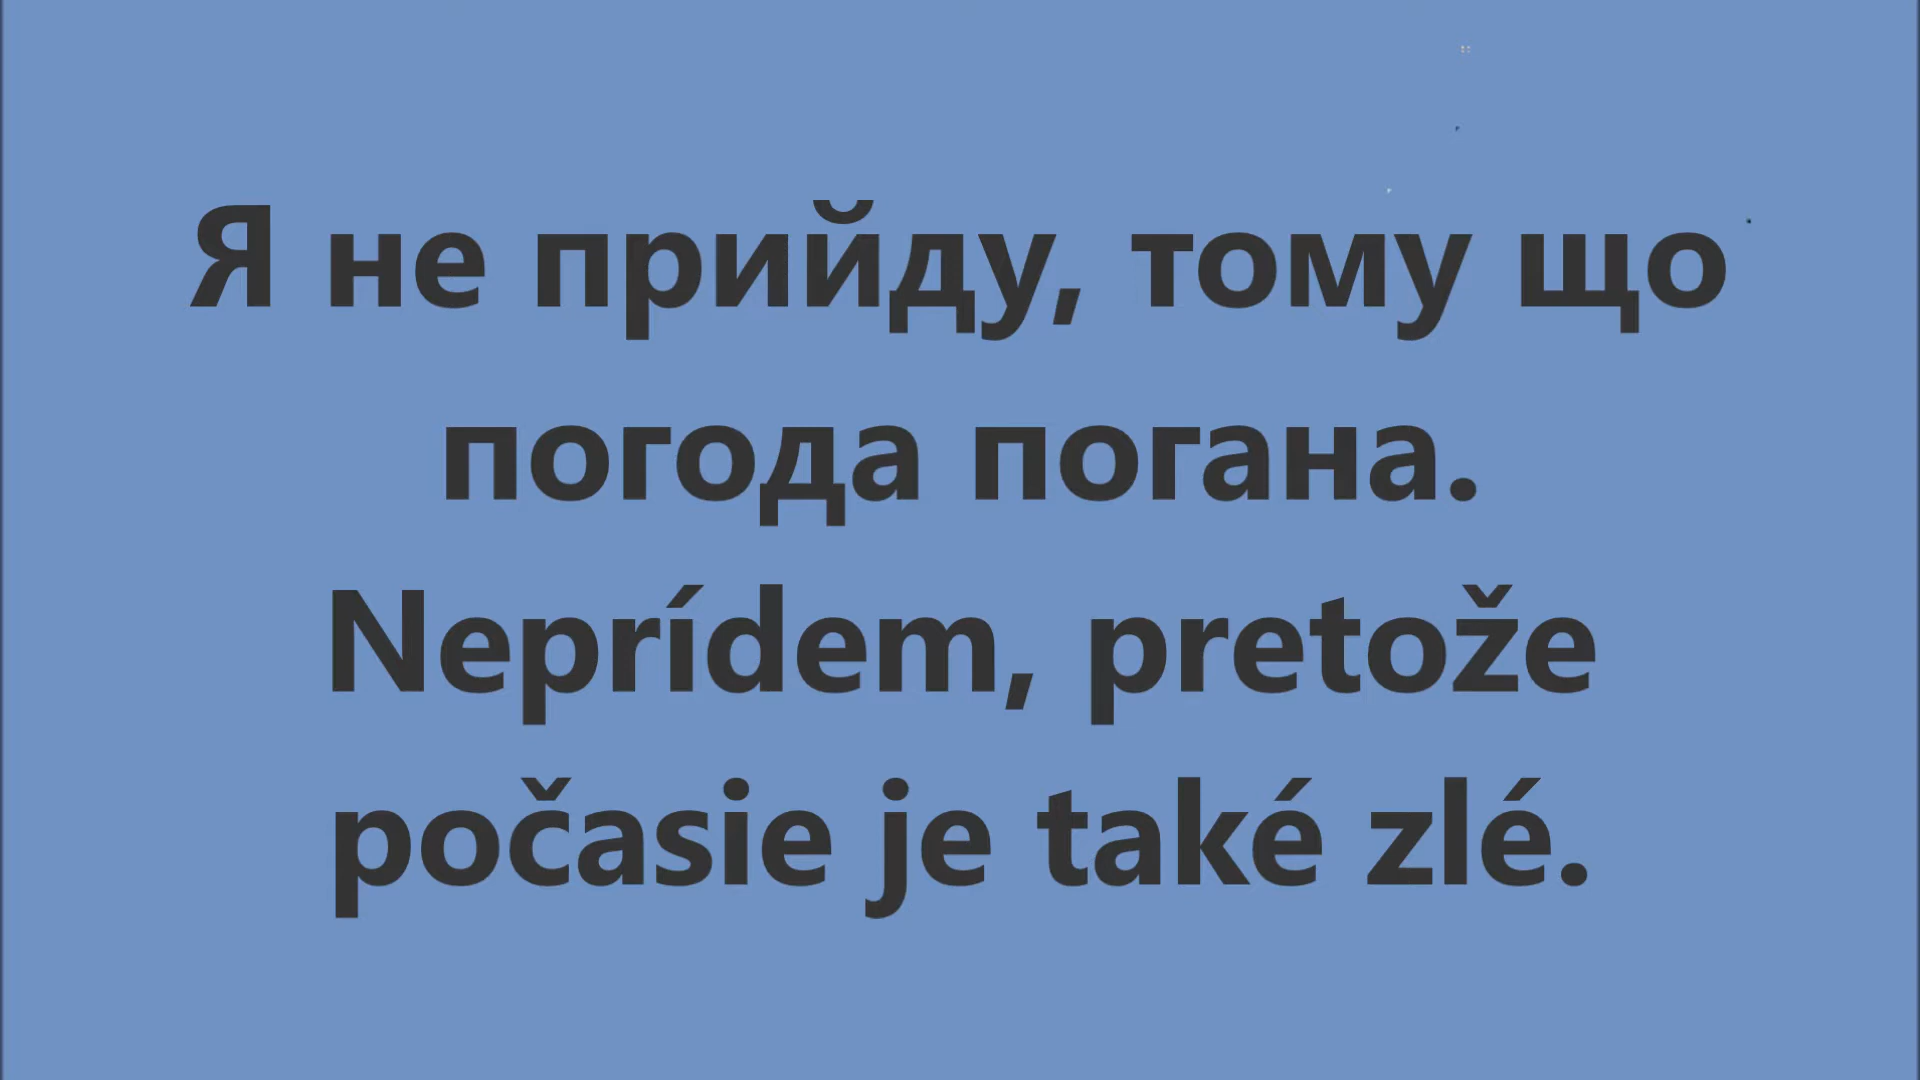 Я не прийду, тому що
погода погана.
Neprídem, pretože
počasie je také zlé.